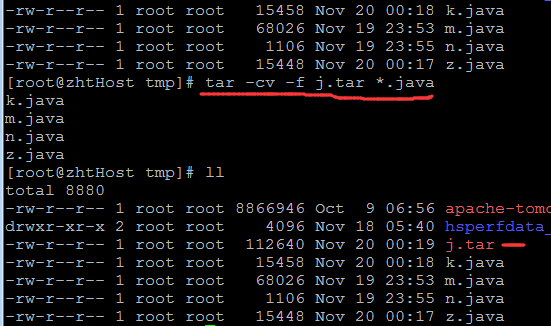 -rw-r--r-- 1 root root 15458 Nov 20 00:18 k.java
-rw-r--r-- 1 root root 68026 Nov 19 23:53 m.java
-rw-r--r-- 1 root root 1106 Nov 19 23:55 n.java
-rw-r--r-- 1 root root 15448 Nov 20 00:17 z.java
[root@zhtHost tmp]# tar -cv -f j.tar *.java
k.java
m.java
n.java
z.java
[root@zhtHost tmp]# ll
total 8880
-rw-r--r-- 1 root root 8866946 Oct 9 06:56 apache-tomc
drwxr-xr-x 2 root root 4096 Nov 18 05:40 hsperfdata_
-rw-r--r-- 1 root root 112640 Nov 20 00:19 j.tar
-rw-r--r-- 1 root root 15458 Nov 20 00:18 k.java
-rw-r--r-- 1 root root 68026 Nov 19 23:53 m.java
-rw-r--r-- 1 root root 1106 Nov 19 23:55 n.java
-rw-r--r-- 1 root root 15448 Nov 20 00:17 z.java